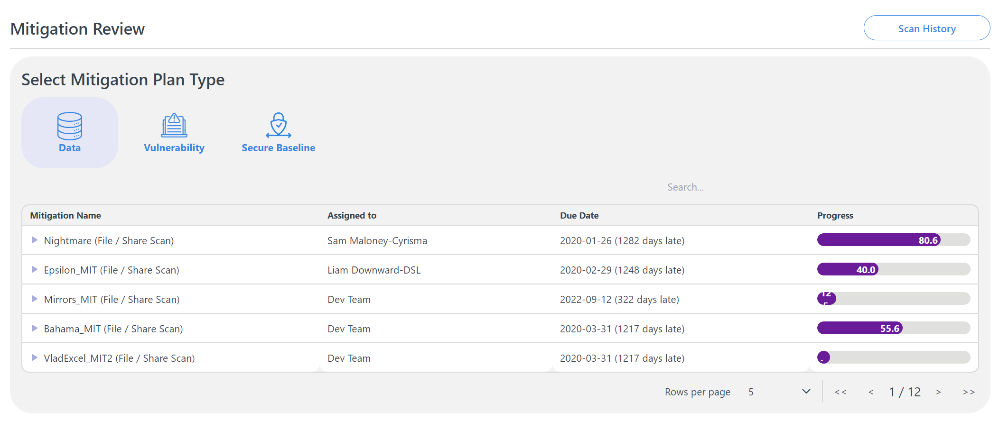 Mitigation Review
Scan History
Select Mitigation Plan Type
Data Vulnerability Secure Baseline
Search...
Mitigation Name Assigned to Due Date Progress
Nightmare (File / Share Scan) Sam Maloney-Cyrisma 2020-01-26 (1282 days late) 80.6
Epsilon_MIT (File / Share Scan) Liam Downward-DSL 2020-02-29 (1248 days late) 40.0
Mirrors_MIT (File / Share Scan) Dev Team 2022-09-12 (322 days late)
Bahama_MIT (File / Share Scan) Dev Team 2020-03-31 (1217 days late) 55.6
VladExcel_MIT2 (File / Share Scan) Dev Team 2020-03-31 (1217 days late)
Rows per page 5 << < 1 / 12 > >>